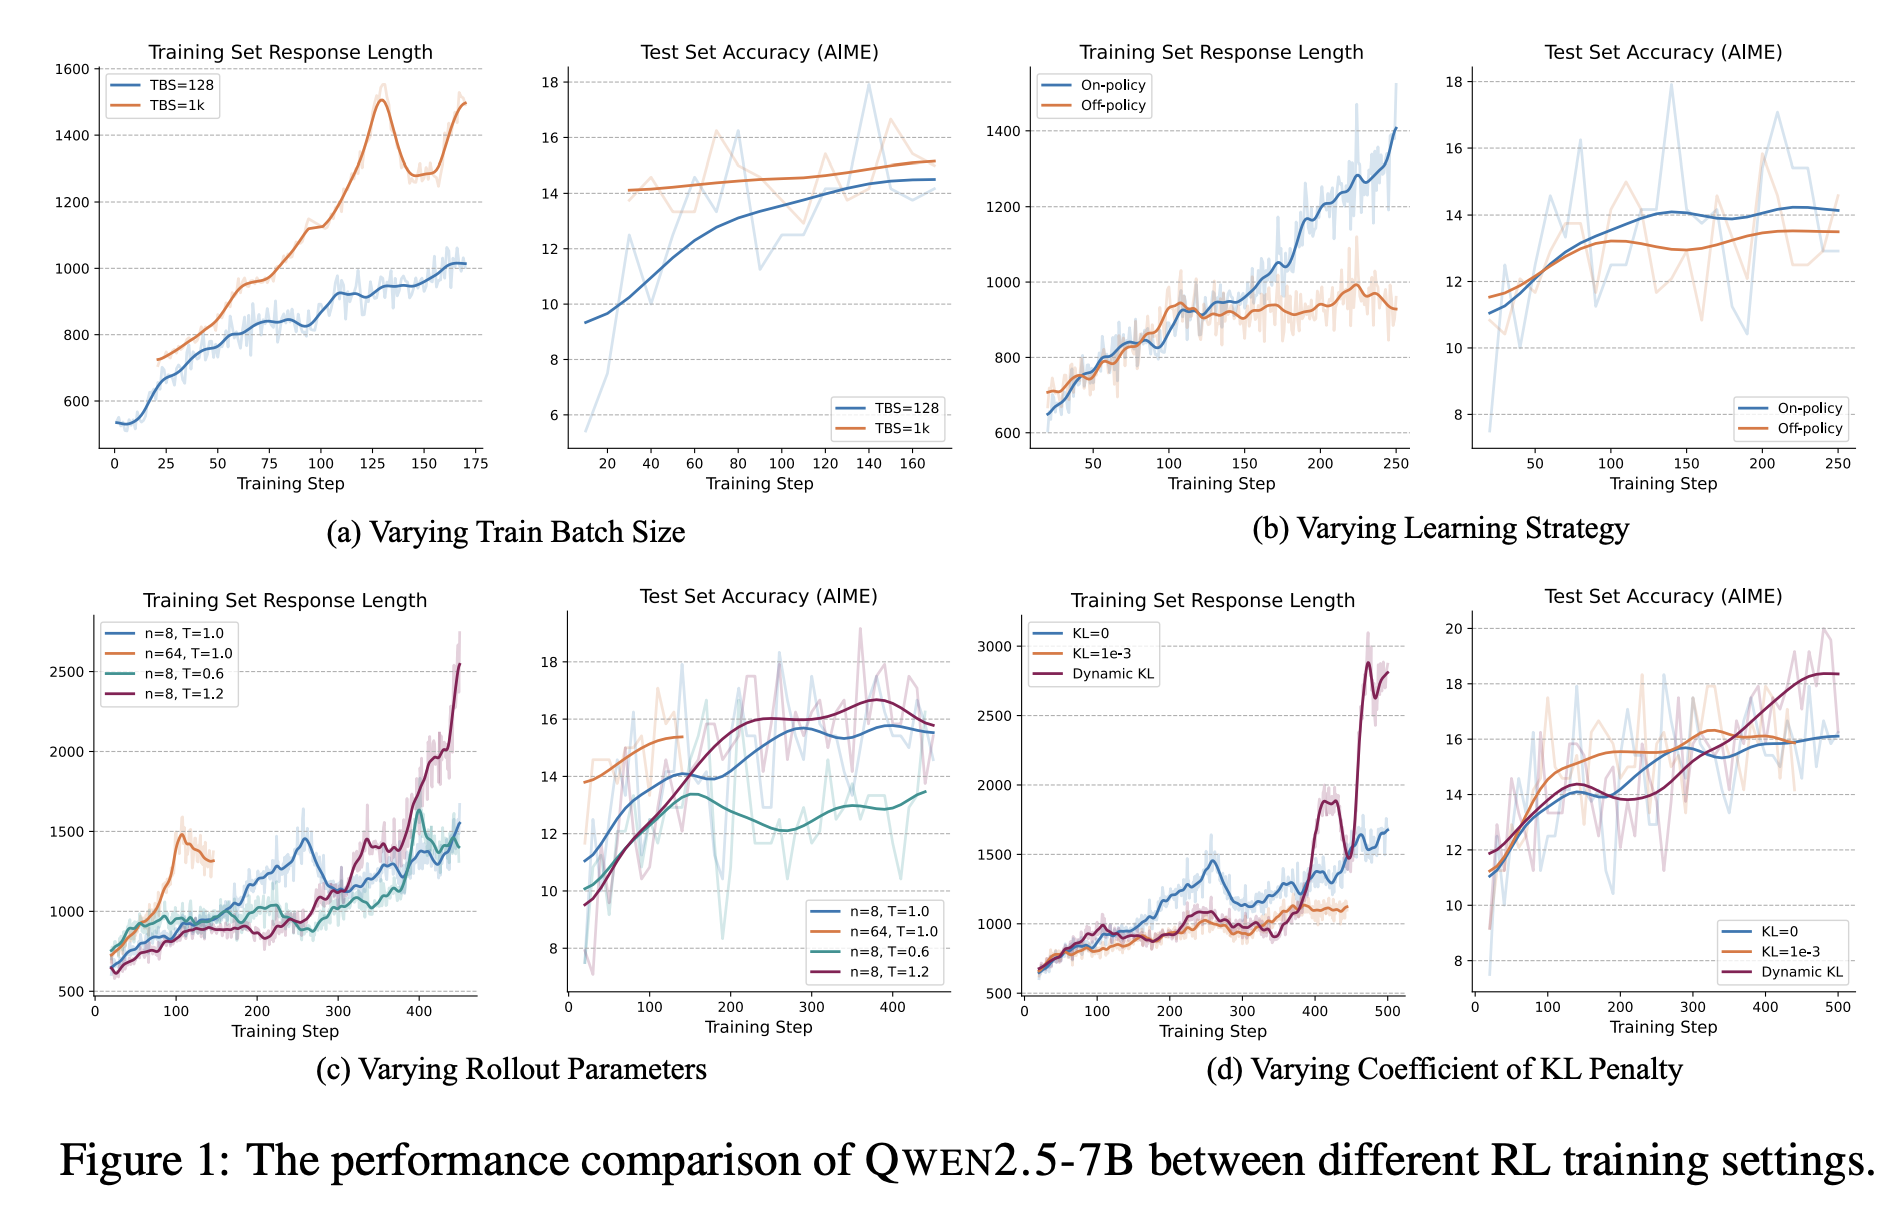 Training Set Response Length
1600
1400
1200
1000
800
600
TBS=128
TBS=1k
0 25 50 75 100 125 150 175
Training Step
Test Set Accuracy (AIME)
18
16
14
12
10
8
6
TBS=128
TBS=1k
20 40 60 80 100 120 140 160
Training Step
(a) Varying Train Batch Size
Training Set Response Length
On-policy
Off-policy
1400
1200
1000
800
600
50 100 150 200 250
Training Step
Test Set Accuracy (AIME)
18
16
14
12
10
8
On-policy
Off-policy
50 100 150 200 250
Training Step
(b) Varying Learning Strategy
Training Set Response Length
n=8, T=1.0
n=64, T=1.0
n=8, T=0.6
n=8, T=1.2
2500
2000
1500
1000
500
0 100 200 300 400
Training Step
Test Set Accuracy (AIME)
18
16
14
12
10
8
n=8, T=1.0
n=64, T=1.0
n=8, T=0.6
n=8, T=1.2
0 100 200 300 400
Training Step
(c) Varying Rollout Parameters
Training Set Response Length
KL=0
KL=1e-3
Dynamic KL
3000
2500
2000
1500
1000
500
0 100 200 300 400 500
Training Step
Test Set Accuracy (AIME)
20
18
16
14
12
10
8
KL=0
KL=1e-3
Dynamic KL
0 100 200 300 400 500
Training Step
(d) Varying Coefficient of KL Penalty
Figure 1: The performance comparison of QWEN2.5-7B between different RL training settings.